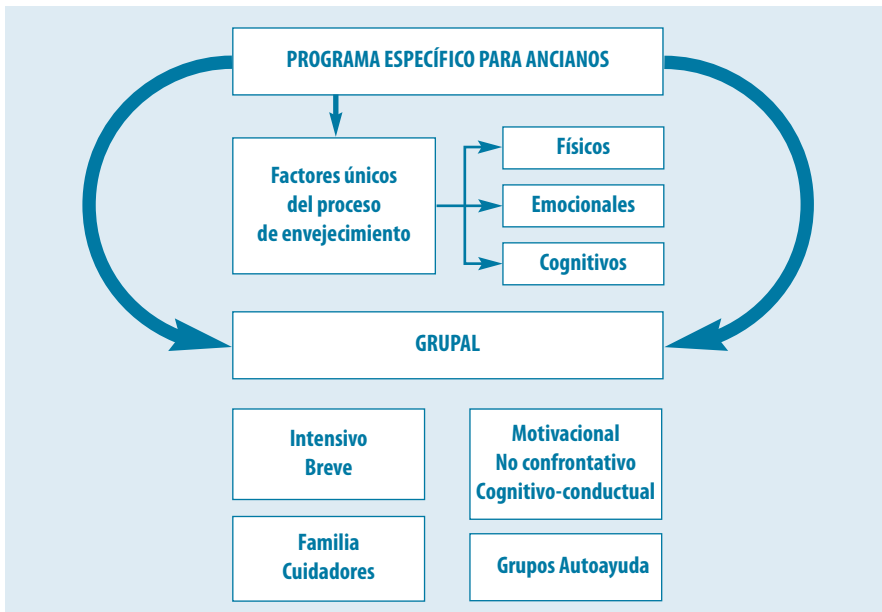 PROGRAMA ESPECÍFICO PARA ANCIANOS
Factores únicos
del proceso
de envejecimiento
Físicos
Emocionales
Cognitivos
GRUPAL
Intensivo
Breve
Motivacional
No confrontativo
Cognitivo-conductual
Familia
Cuidadores
Grupos Autoayuda